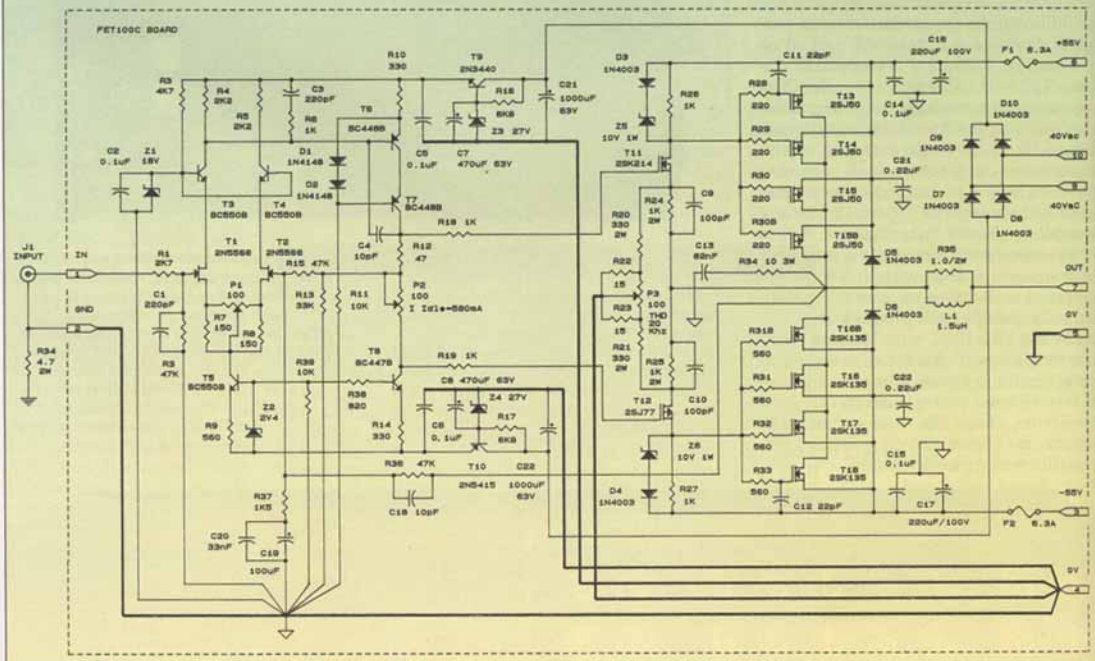 FET100C BOARD
J1
INPUT
IN
1
GND
2
R34
4.7
2W
R1
2K7
C1
220pF
R3
47K
R3
4K7
R4
2K2
R5
2K2
C2
0.1uF
Z1
18V
C3
220pF
R6
1K
D1
1N4148
D2
1N4148
T3
BC550B
T4
BC550B
T1
2N5566
T2
2N5566
P1
100
R7
150
R8
150
T5
BC550B
R9
560
Z2
2V4
R39
10K
R38
820
R15 47K
R13
33K
R11
10K
C4
10pF
R10
330
T6
BC448B
T7
BC448B
R12
47
P2
100
I Idle=580mA
R18 1K
R19 1K
T8
BC447B
R14
330
R36 47K
C18 10pF
R37
1K5
C20
33nF
C19
100uF
T9
2N3440
R16
6K8
Z3 27V
C5
0.1uF
C7
470uF 63V
C21
1000uF
63V
C8 470uF 63V
Z4 27V
R17
6K8
C6
0.1uF
T10
2N5415
C22
1000uF
63V
D3
1N4003
Z5
10V 1W
R26
1K
T11
2SK214
R24
1K
2W
C9
100pF
R20
330
2W
R22
15
P3
100
THD
20
Khz
R23
15
R21
330
2W
R25
1K
2W
C10
100pF
C13
82nF
R34 10 3W
T12
2SJ77
Z6
10V 1W
D4
1N4003
R27
1K
C11 22pF
R28
220
T13
2SJ50
R29
220
T14
2SJ50
R30
220
T15
2SJ50
R30B
220
T15B
2SJ50
R31B
560
T16B
2SK135
R31
560
T16
2SK135
R32
560
T17
2SK135
R33
560
T18
2SK135
C12 22pF
C16
220uF 100V
C14
0.1uF
C21
0.22uF
D5
1N4003
D6
1N4003
C22
0.22uF
C15
0.1uF
C17
220uF/100V
F1 6.3A
+55V
6
D10
1N4003
D9
1N4003
D7
1N4003
D8
1N4003
40Vac
10
9
40Vac
R35
1.0/2W
L1
1.5uH
OUT
7
0V
5
-55V
3
F2 6.3A
0V
4